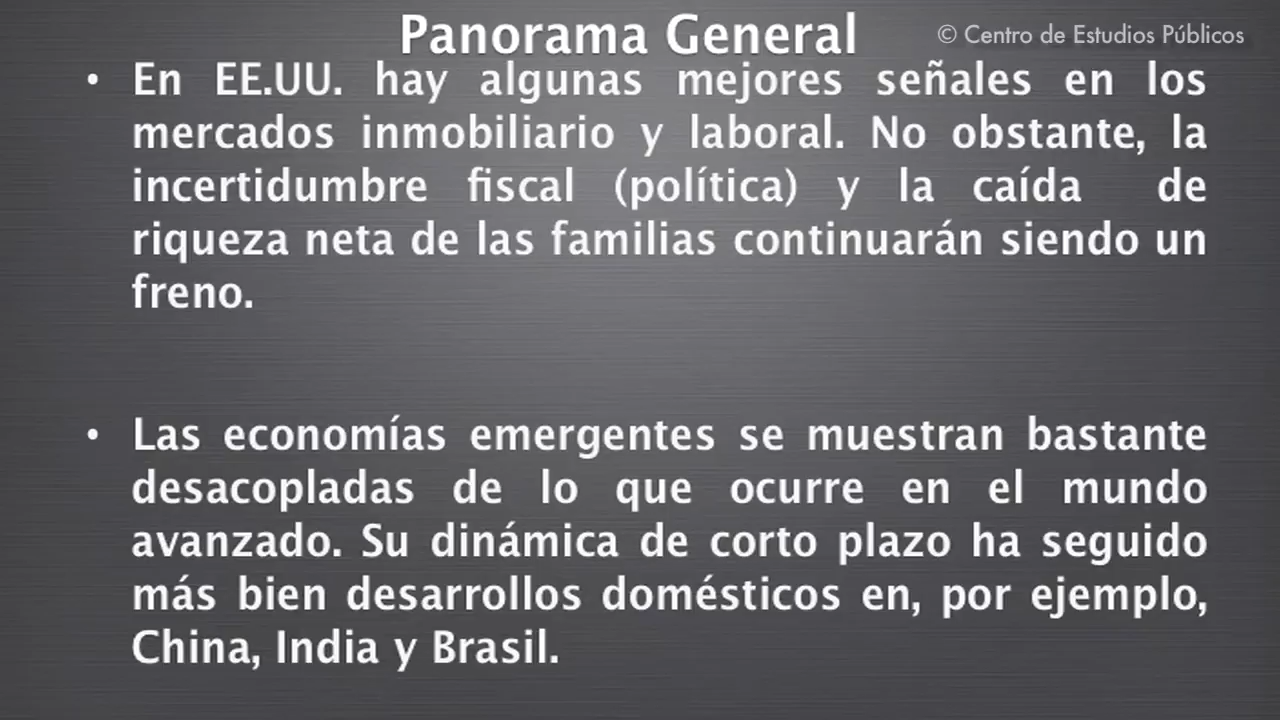 Panorama General
© Centro de Estudios Públicos
• En EE.UU. hay algunas mejores señales en los
mercados inmobiliario y laboral. No obstante, la
incertidumbre fiscal (política) y la caída de
riqueza neta de las familias continuarán siendo un
freno.
• Las economías emergentes se muestran bastante
desacopladas de lo que ocurre en el mundo
avanzado. Su dinámica de corto plazo ha seguido
más bien desarrollos domésticos en, por ejemplo,
China, India y Brasil.